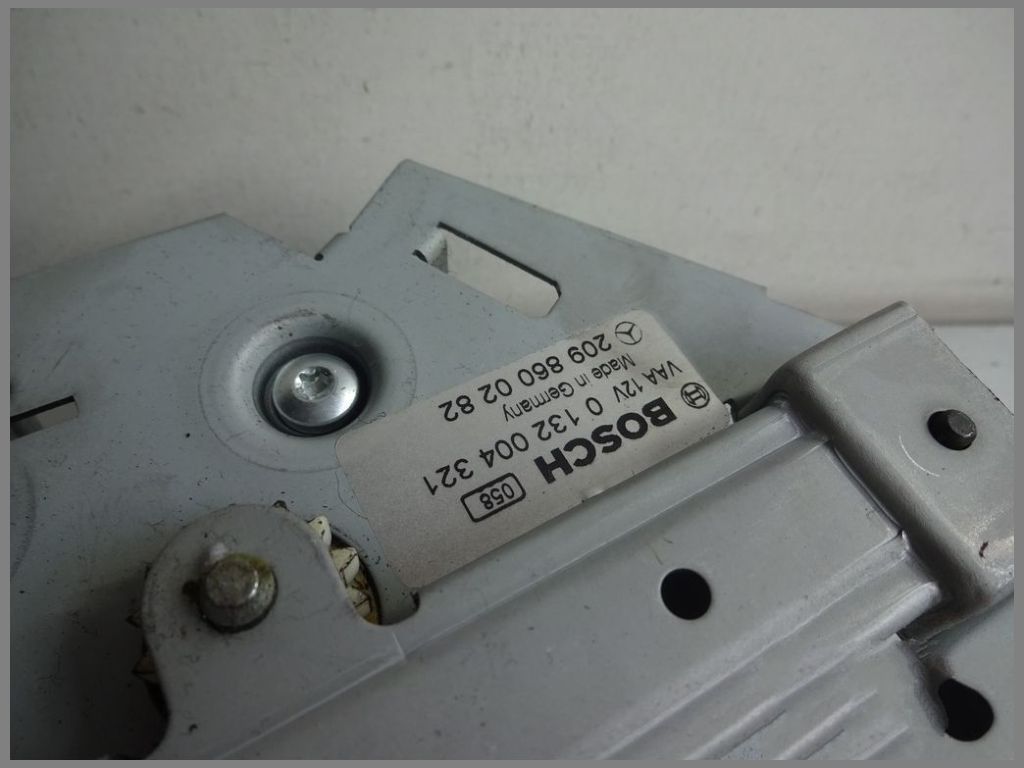 BOSCH 058
VAA 12V 0 132 004 321
Made in Germany
209 860 02 82